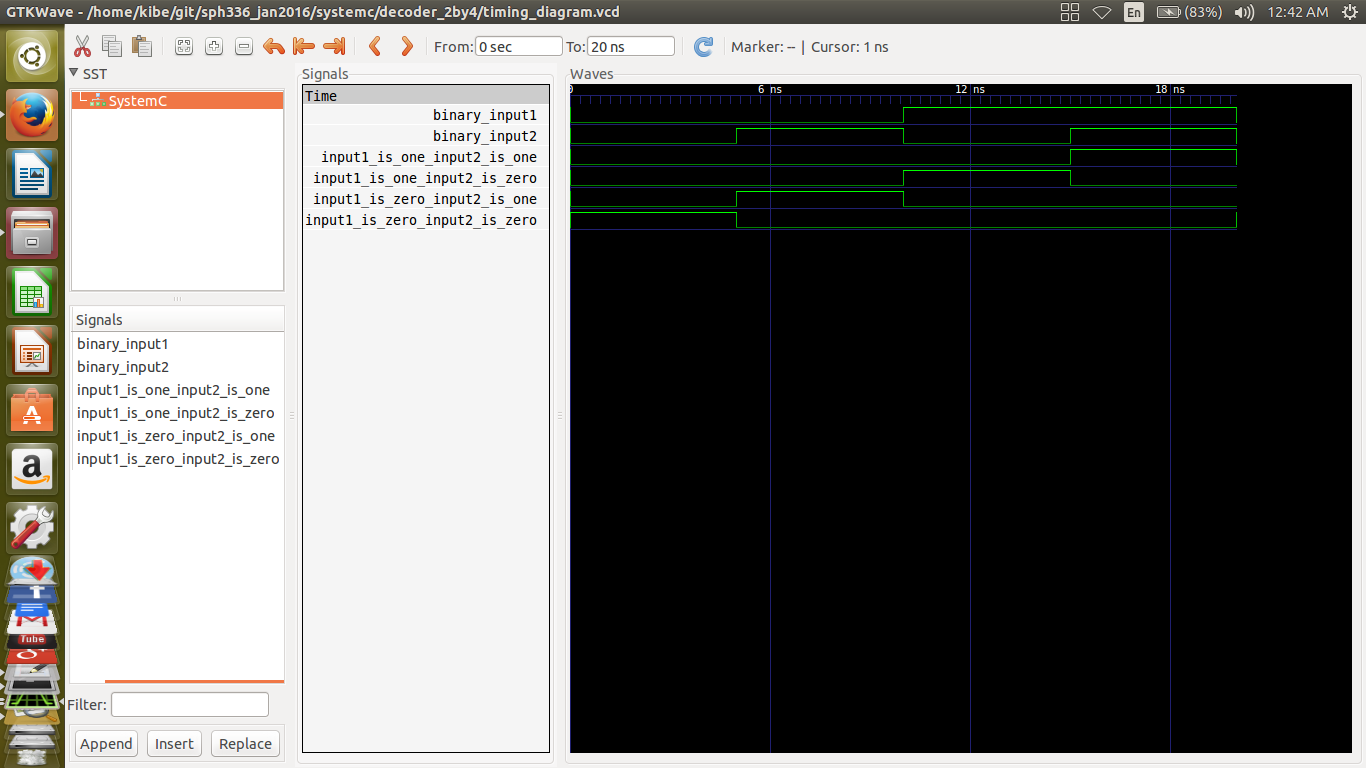 GTKWave - /home/kibe/git/sph336_jan2016/systemc/decoder_2by4/timing_diagram.vcd
En
(83%)
12:42 AM
From: 0 sec To: 20 ns Marker: -- | Cursor: 1 ns
SST
SystemC
Signals
binary_input1
binary_input2
input1_is_one_input2_is_one
input1_is_one_input2_is_zero
input1_is_zero_input2_is_one
input1_is_zero_input2_is_zero
Filter:
Append Insert Replace
Signals
Time
binary_input1
binary_input2
input1_is_one_input2_is_one
input1_is_one_input2_is_zero
input1_is_zero_input2_is_one
input1_is_zero_input2_is_zero
Waves
0 6 ns 12 ns 18 ns
A
a
Tube